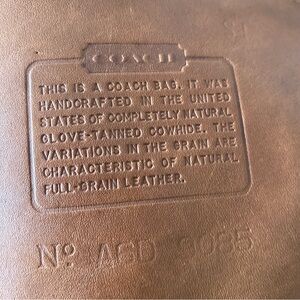 COACH
THIS IS A COACH BAG. IT WAS
HANDCRAFTED IN THE UNITED
STATES OF COMPLETELY NATURAL
GLOVE-TANNED COWHIDE. THE
VARIATIONS IN THE GRAIN ARE
CHARACTERISTIC OF NATURAL
FULL-GRAIN LEATHER.
Nº AGD 9085